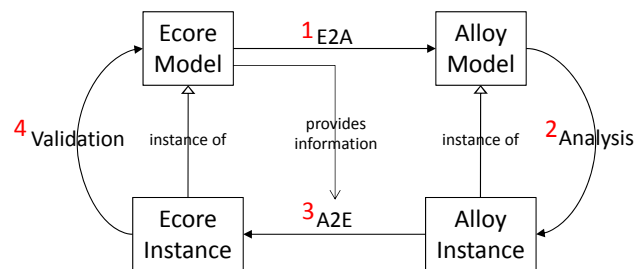 Ecore
Model
1 E2A
Alloy
Model
4 Validation
instance of
provides
information
instance of
2 Analysis
Ecore
Instance
3 A2E
Alloy
Instance